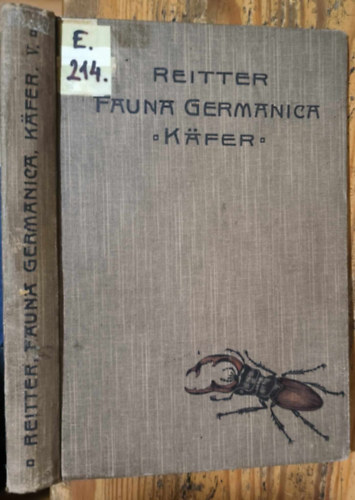 E.
214.
REITTER
FAUNA GERMANICA
▫ KÄFER ▫
▫ REITTER, FAUNA GERMANICA, KÄFER. V. ▫